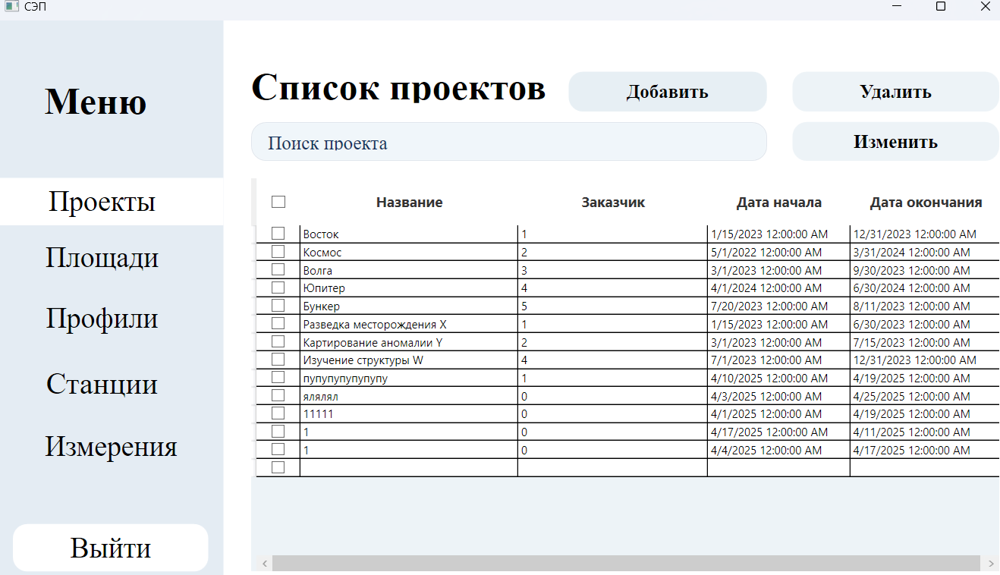 СЭП
Меню
Проекты
Площади
Профили
Станции
Измерения
Выйти
Список проектов
Добавить
Удалить
Поиск проекта
Изменить
Название Заказчик Дата начала Дата окончания
Восток 1 1/15/2023 12:00:00 AM 12/31/2023 12:00:00 AM
Космос 2 5/1/2022 12:00:00 AM 3/31/2024 12:00:00 AM
Волга 3 3/1/2023 12:00:00 AM 9/30/2023 12:00:00 AM
Юпитер 4 4/1/2024 12:00:00 AM 6/30/2024 12:00:00 AM
Бункер 5 7/20/2023 12:00:00 AM 8/11/2023 12:00:00 AM
Разведка месторождения X 1 1/15/2023 12:00:00 AM 6/30/2023 12:00:00 AM
Картирование аномалии Y 2 3/1/2023 12:00:00 AM 7/15/2023 12:00:00 AM
Изучение структуры W 4 7/1/2023 12:00:00 AM 12/31/2023 12:00:00 AM
пупупупупупупу 1 4/10/2025 12:00:00 AM 4/19/2025 12:00:00 AM
ялялял 0 4/3/2025 12:00:00 AM 4/25/2025 12:00:00 AM
11111 0 4/1/2025 12:00:00 AM 4/19/2025 12:00:00 AM
1 0 4/17/2025 12:00:00 AM 4/11/2025 12:00:00 AM
1 0 4/4/2025 12:00:00 AM 4/17/2025 12:00:00 AM